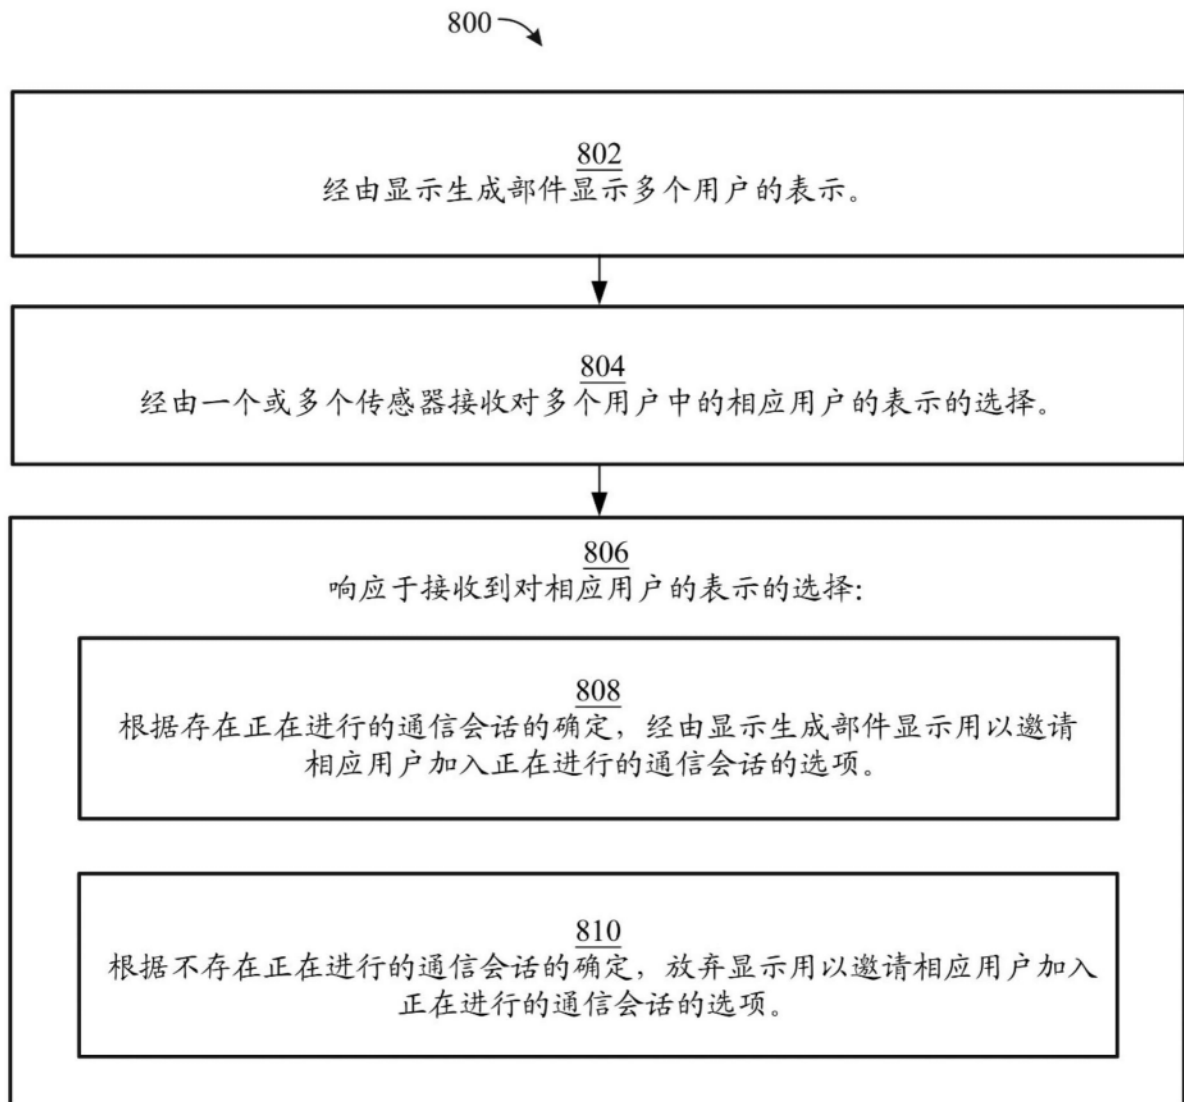 800
802
经由显示生成部件显示多个用户的表示。
804
经由一个或多个传感器接收对多个用户中的相应用户的表示的选择。
806
响应于接收到对相应用户的表示的选择:
808
根据存在正在进行的通信会话的确定，经由显示生成部件显示用以邀请
相应用户加入正在进行的通信会话的选项。
810
根据不存在正在进行的通信会话的确定，放弃显示用以邀请相应用户加入
正在进行的通信会话的选项。